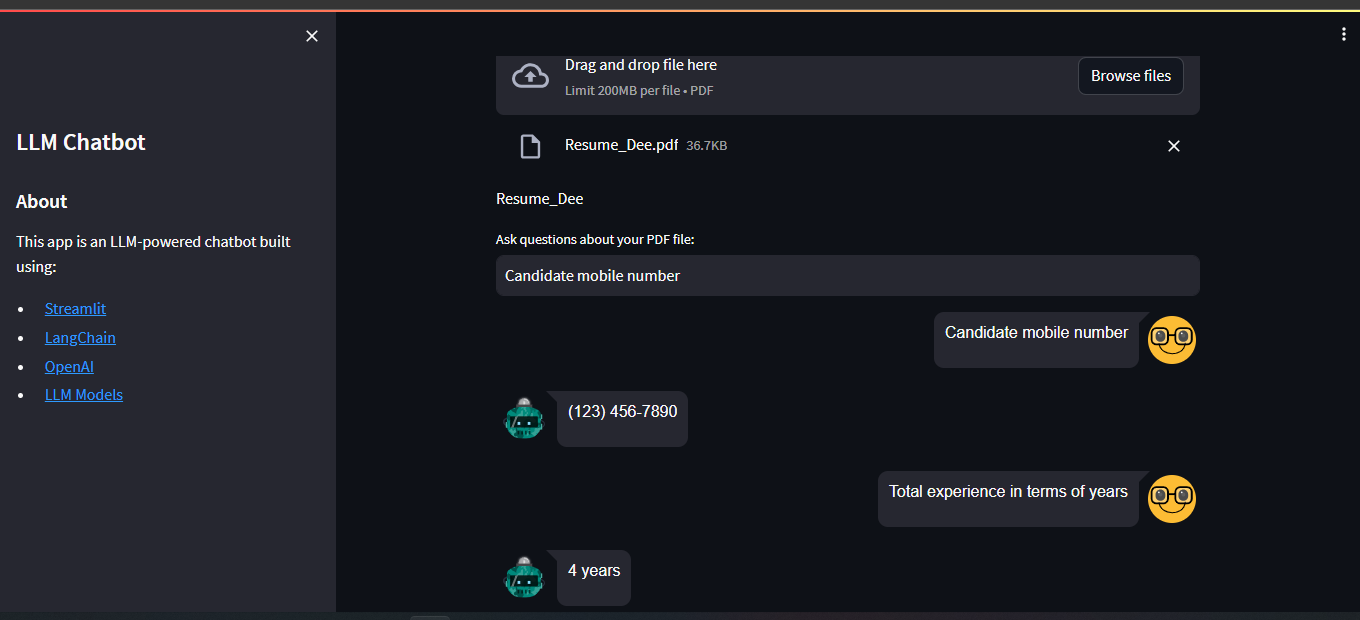 LLM Chatbot
About
This app is an LLM-powered chatbot built
using:
• Streamlit
• LangChain
• OpenAI
• LLM Models
Drag and drop file here
Limit 200MB per file • PDF
Browse files
Resume_Dee.pdf 36.7KB
Resume_Dee
Ask questions about your PDF file:
Candidate mobile number
Candidate mobile number
(123) 456-7890
Total experience in terms of years
4 years